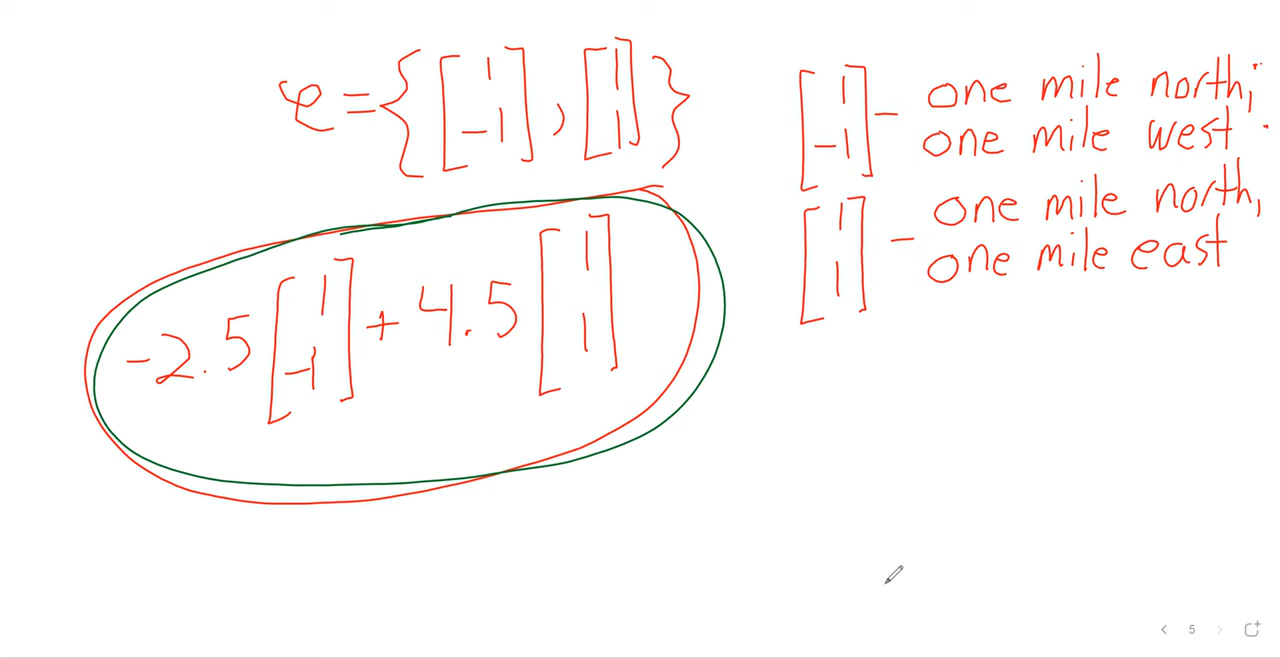 𝒞 = { [1 -1], [1 1] }
[1 -1] – one mile north,
one mile west
[1 1] – one mile north,
one mile east
-2.5 [1 -1] + 4.5 [1 1]
5